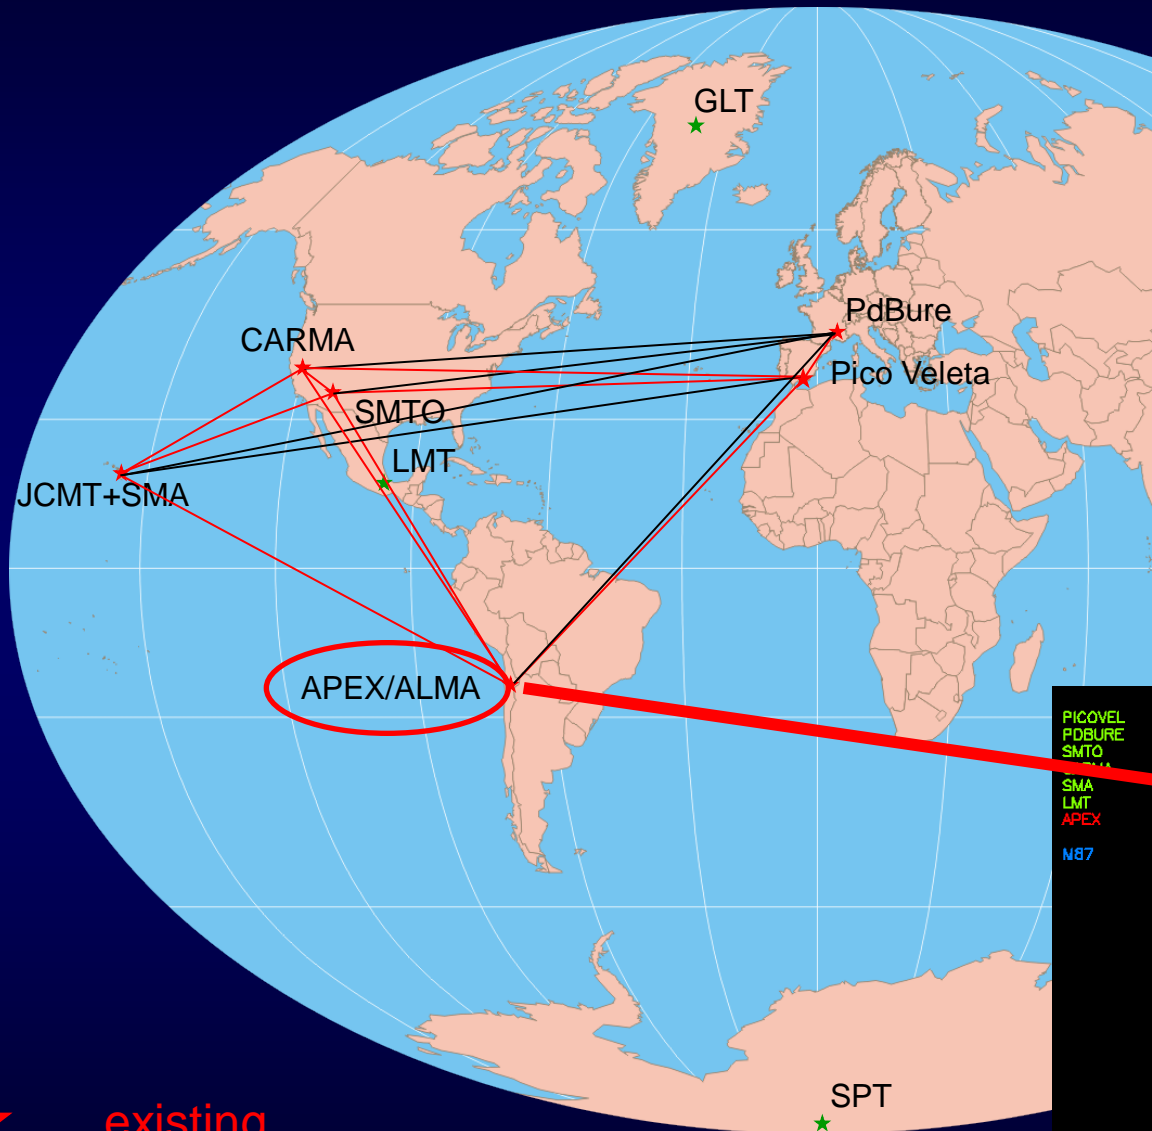 GLT
PdBure
CARMA
Pico Veleta
SMTO
LMT
JCMT+SMA
APEX/ALMA
PICOVEL
PDBURE
SMTO
SMA
LMT
APEX
M87
SPT
existing